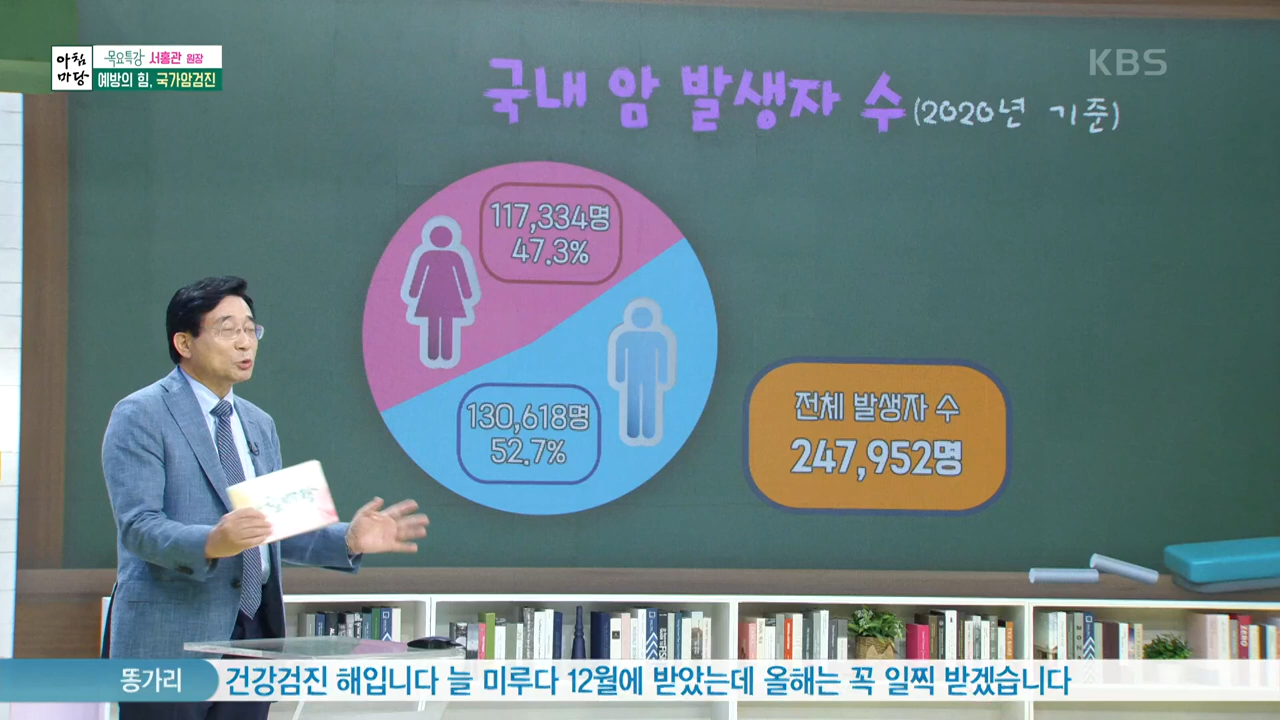 아침
마당
목요특강 서홍관 원장
예방의 힘, 국가암검진
KBS
국내 암 발생자 수(2020년 기준)
117,334명
47.3%
130,618명
52.7%
전체 발생자 수
247,952명
똥가리 건강검진 해입니다 늘 미루다 12월에 받았는데 올해는 꼭 일찍 받겠습니다